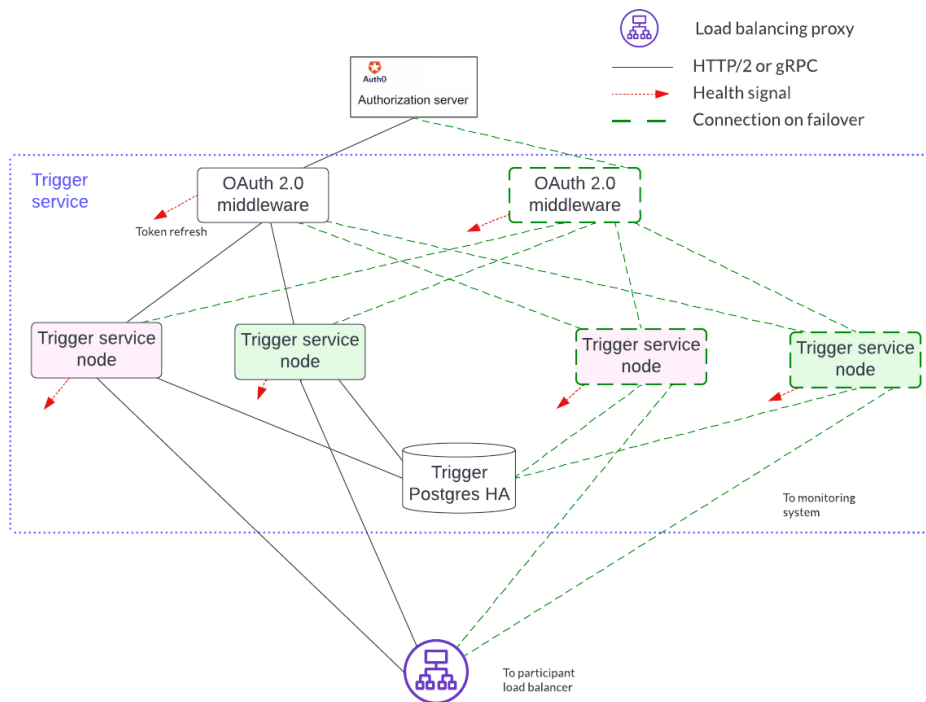 Load balancing proxy
HTTP/2 or gRPC
Health signal
Connection on failover
Auth0
Authorization server
Trigger
service
OAuth 2.0
middleware
OAuth 2.0
middleware
Token refresh
Trigger service
node
Trigger service
node
Trigger service
node
Trigger service
node
Trigger
Postgres HA
To monitoring
system
To participant
load balancer